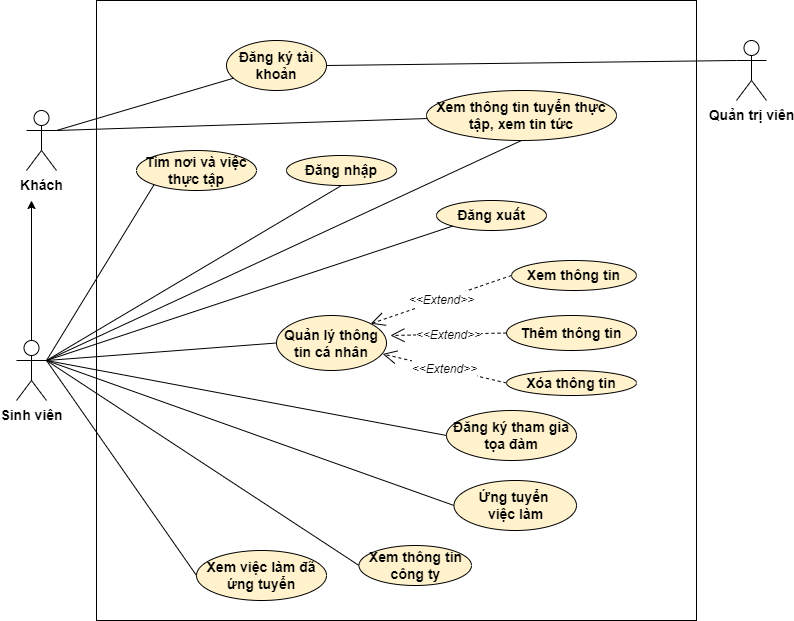 Đăng ký tài
khoản
Quản trị viên
Xem thông tin tuyển thực
tập, xem tin tức
Khách
Tìm nơi và việc
thực tập
Đăng nhập
Đăng xuất
Xem thông tin
<<Extend>>
Quản lý thông
tin cá nhân
<<Extend>>
Thêm thông tin
<<Extend>>
Xóa thông tin
Sinh viên
Đăng ký tham gia
tọa đàm
Ứng tuyển
việc làm
Xem thông tin
công ty
Xem việc làm đã
ứng tuyển